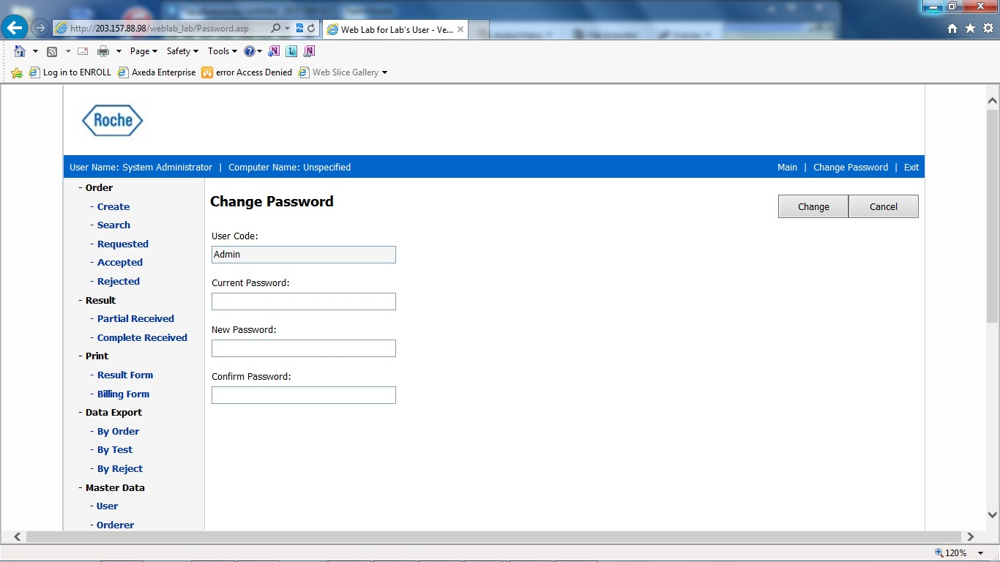 http://203.157.88.98/weblab_lab/Password.asp
Web Lab for Lab's User - Ve...
Page Safety Tools
Log in to ENROLL Axeda Enterprise error Access Denied Web Slice Gallery
Roche
User Name: System Administrator | Computer Name: Unspecified Main | Change Password | Exit
- Order
- Create
- Search
- Requested
- Accepted
- Rejected
- Result
- Partial Received
- Complete Received
- Print
- Result Form
- Billing Form
- Data Export
- By Order
- By Test
- By Reject
- Master Data
- User
- Orderer
Change Password
Change Cancel
User Code:
Admin
Current Password:
New Password:
Confirm Password:
120%